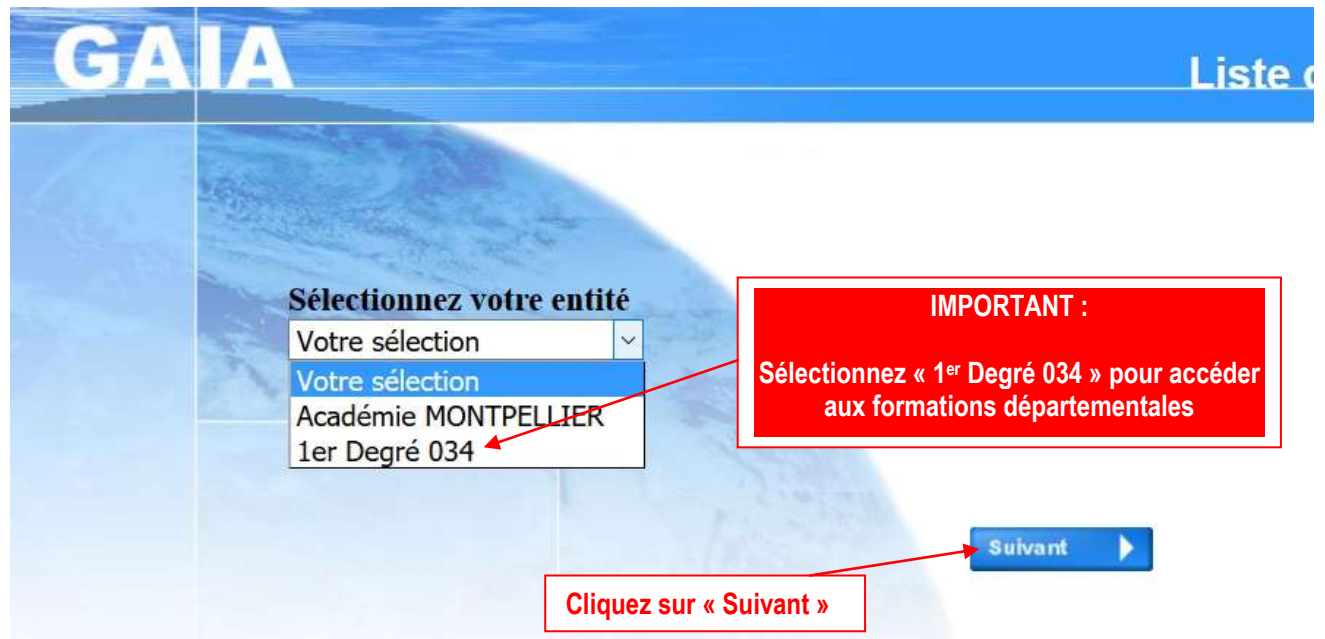 GAIA
Liste
Sélectionnez votre entité
Votre sélection
Votre sélection
Académie MONTPELLIER
1er Degré 034
IMPORTANT :
Sélectionnez « 1er Degré 034 » pour accéder
aux formations départementales
Suivant
Cliquez sur « Suivant »